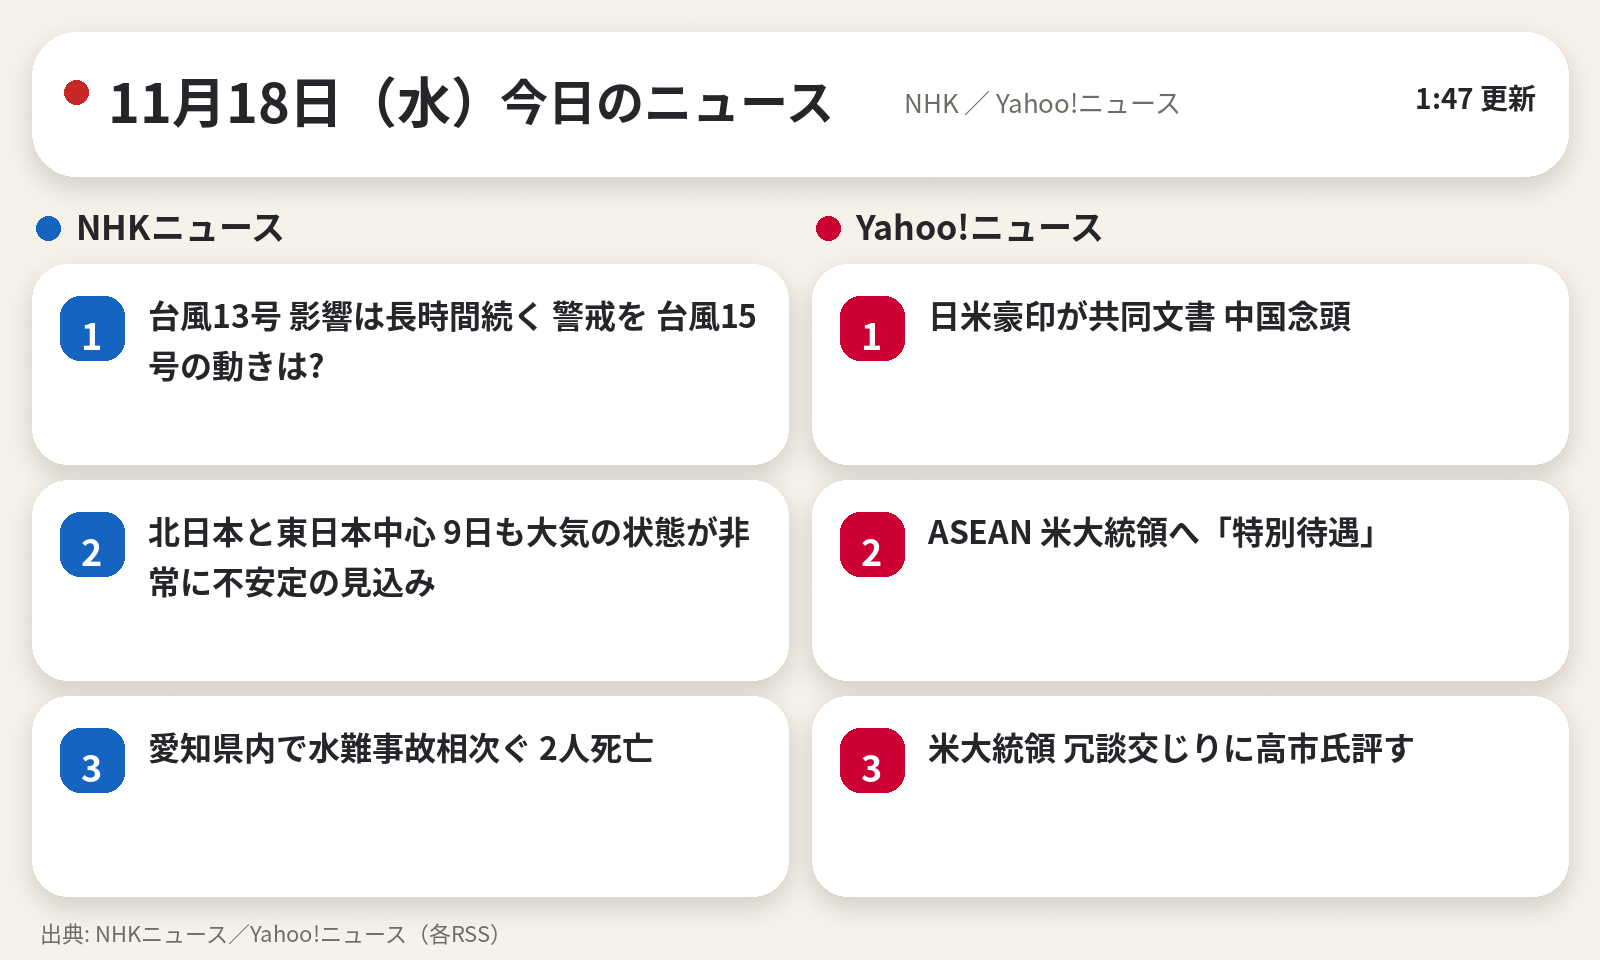 11月18日（水）今日のニュース
NHK ／ Yahoo!ニュース
1:47 更新
NHKニュース
1
台風13号 影響は長時間続く 警戒を 台風15
号の動きは?
2
北日本と東日本中心 9日も大気の状態が非
常に不安定の見込み
3
愛知県内で水難事故相次ぐ 2人死亡
Yahoo!ニュース
1
日米豪印が共同文書 中国念頭
2
ASEAN 米大統領へ「特別待遇」
3
米大統領 冗談交じりに高市氏評す
出典: NHKニュース／Yahoo!ニュース（各RSS）